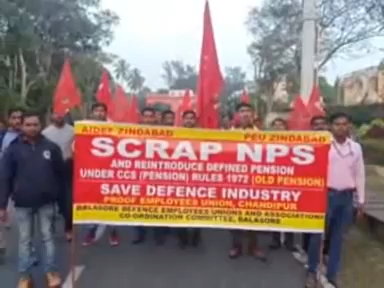 AIDEF ZINDABAD PEU ZINDABAD
SCRAP NPS
AND REINTRODUCE DEFINED PENSION
UNDER CCS (PENSION) RULES 1972 (OLD PENSION)
SAVE DEFENCE INDUSTRY
PROOF EMPLOYEES UNION, CHANDIPUR
BALASORE DEFENCE EMPLOYEES UNIONS AND ASSOCIATIONS
CO-ORDINATION COMMITTEE, BALASORE